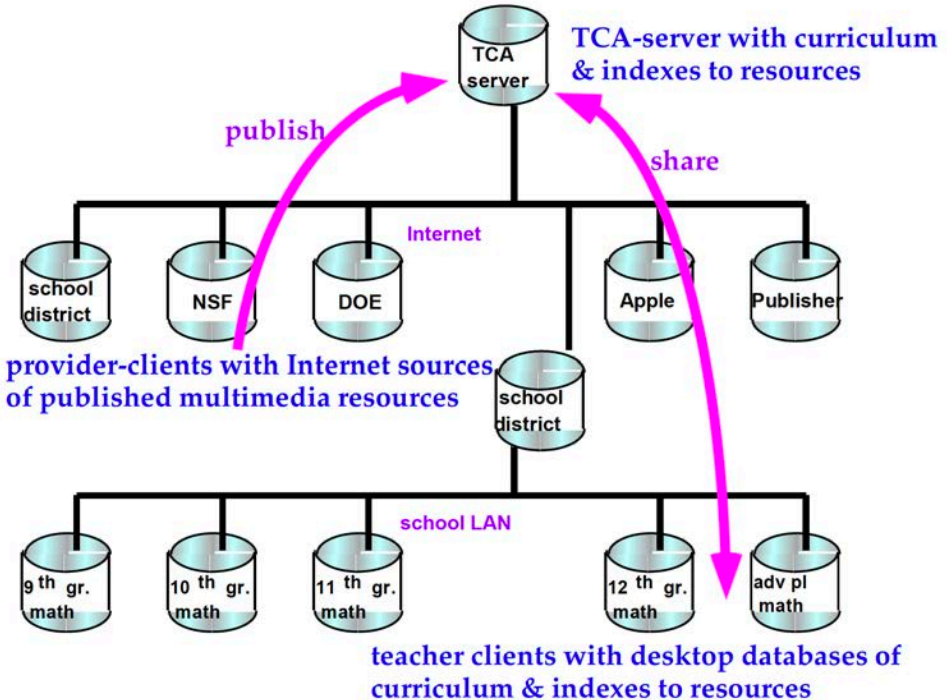 TCA
server
TCA-server with curriculum
& indexes to resources
publish
share
Internet
school
district
NSF
DOE
Apple
Publisher
provider-clients with Internet sources
of published multimedia resources
school
district
school LAN
9 th gr.
math
10 th gr.
math
11 th gr.
math
12 th gr.
math
adv pl
math
teacher clients with desktop databases of
curriculum & indexes to resources